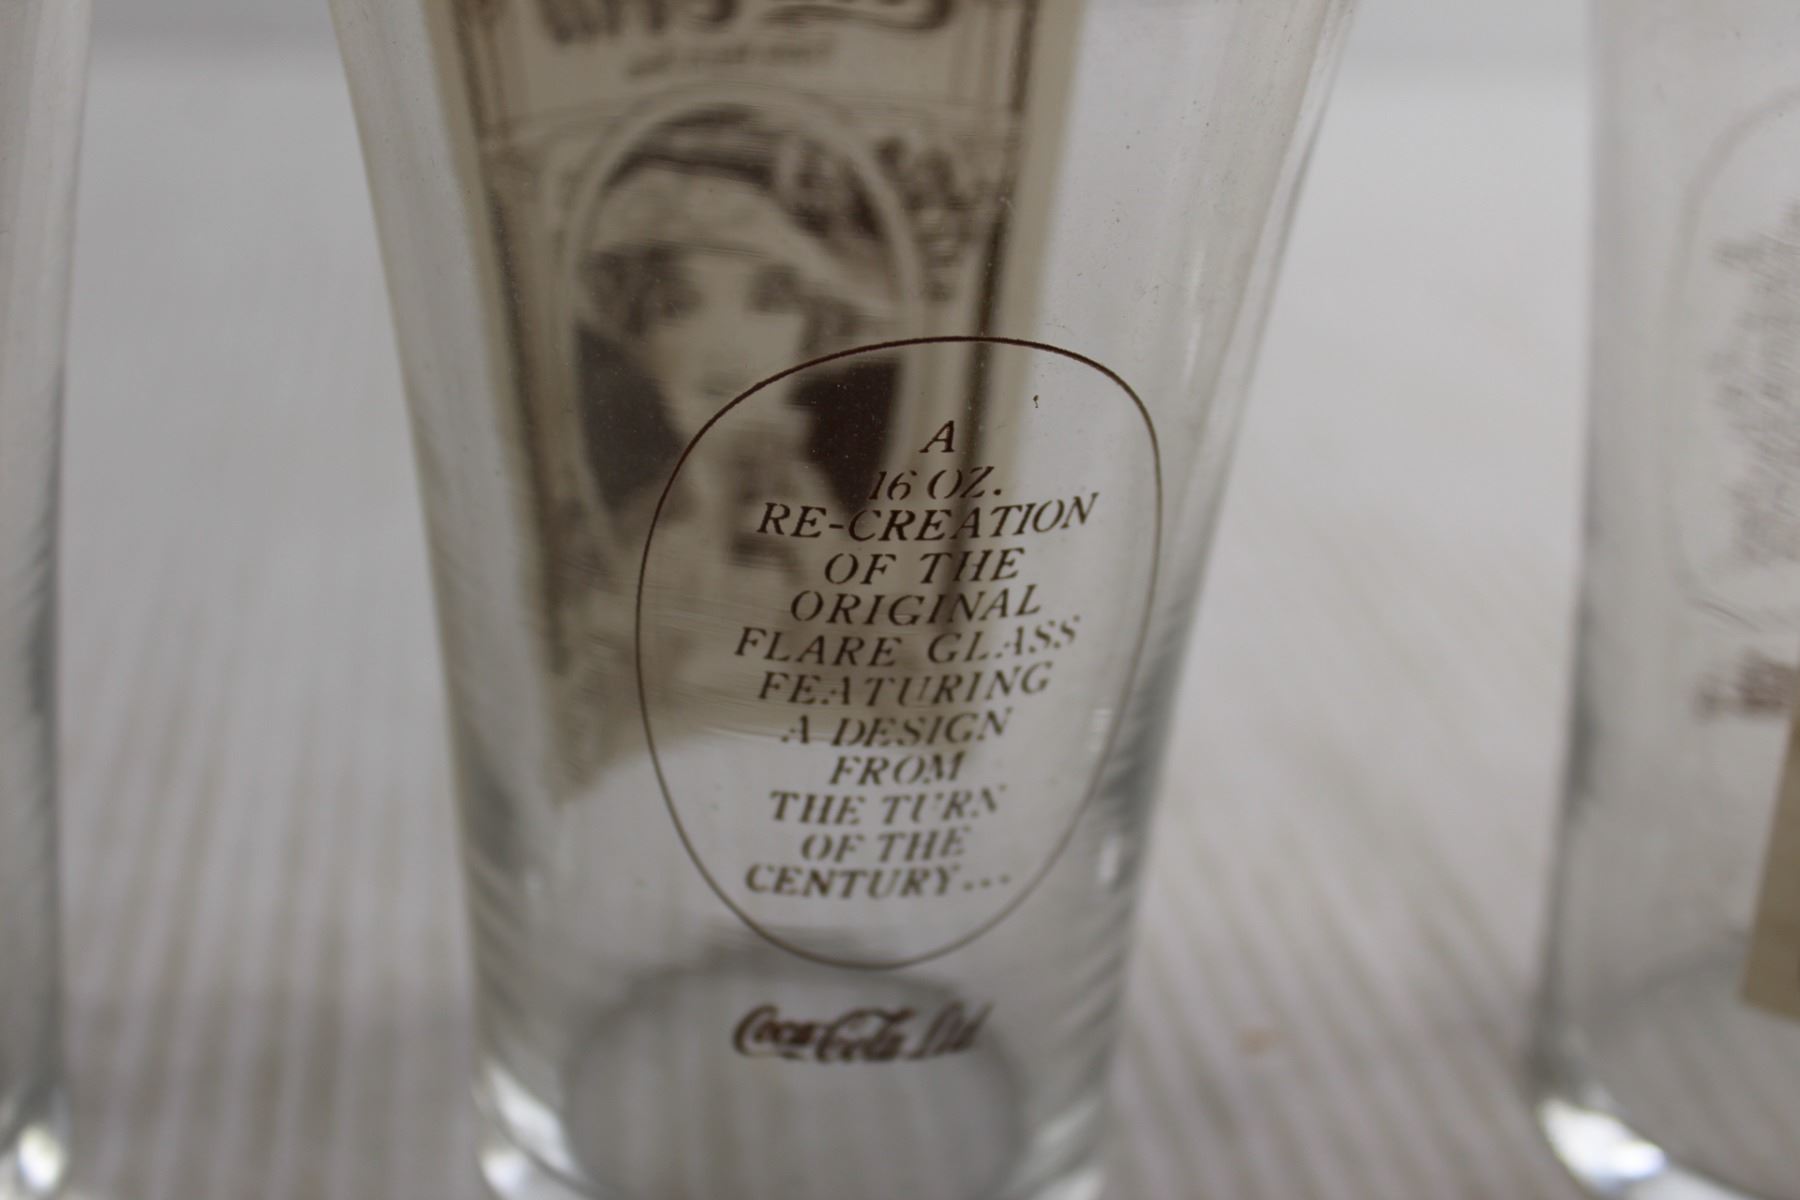 A
16 OZ.
RE-CREATION
OF THE
ORIGINAL
FLARE GLASS
FEATURING
A DESIGN
FROM
THE TURN
OF THE
CENTURY...
Coca-Cola Ltd